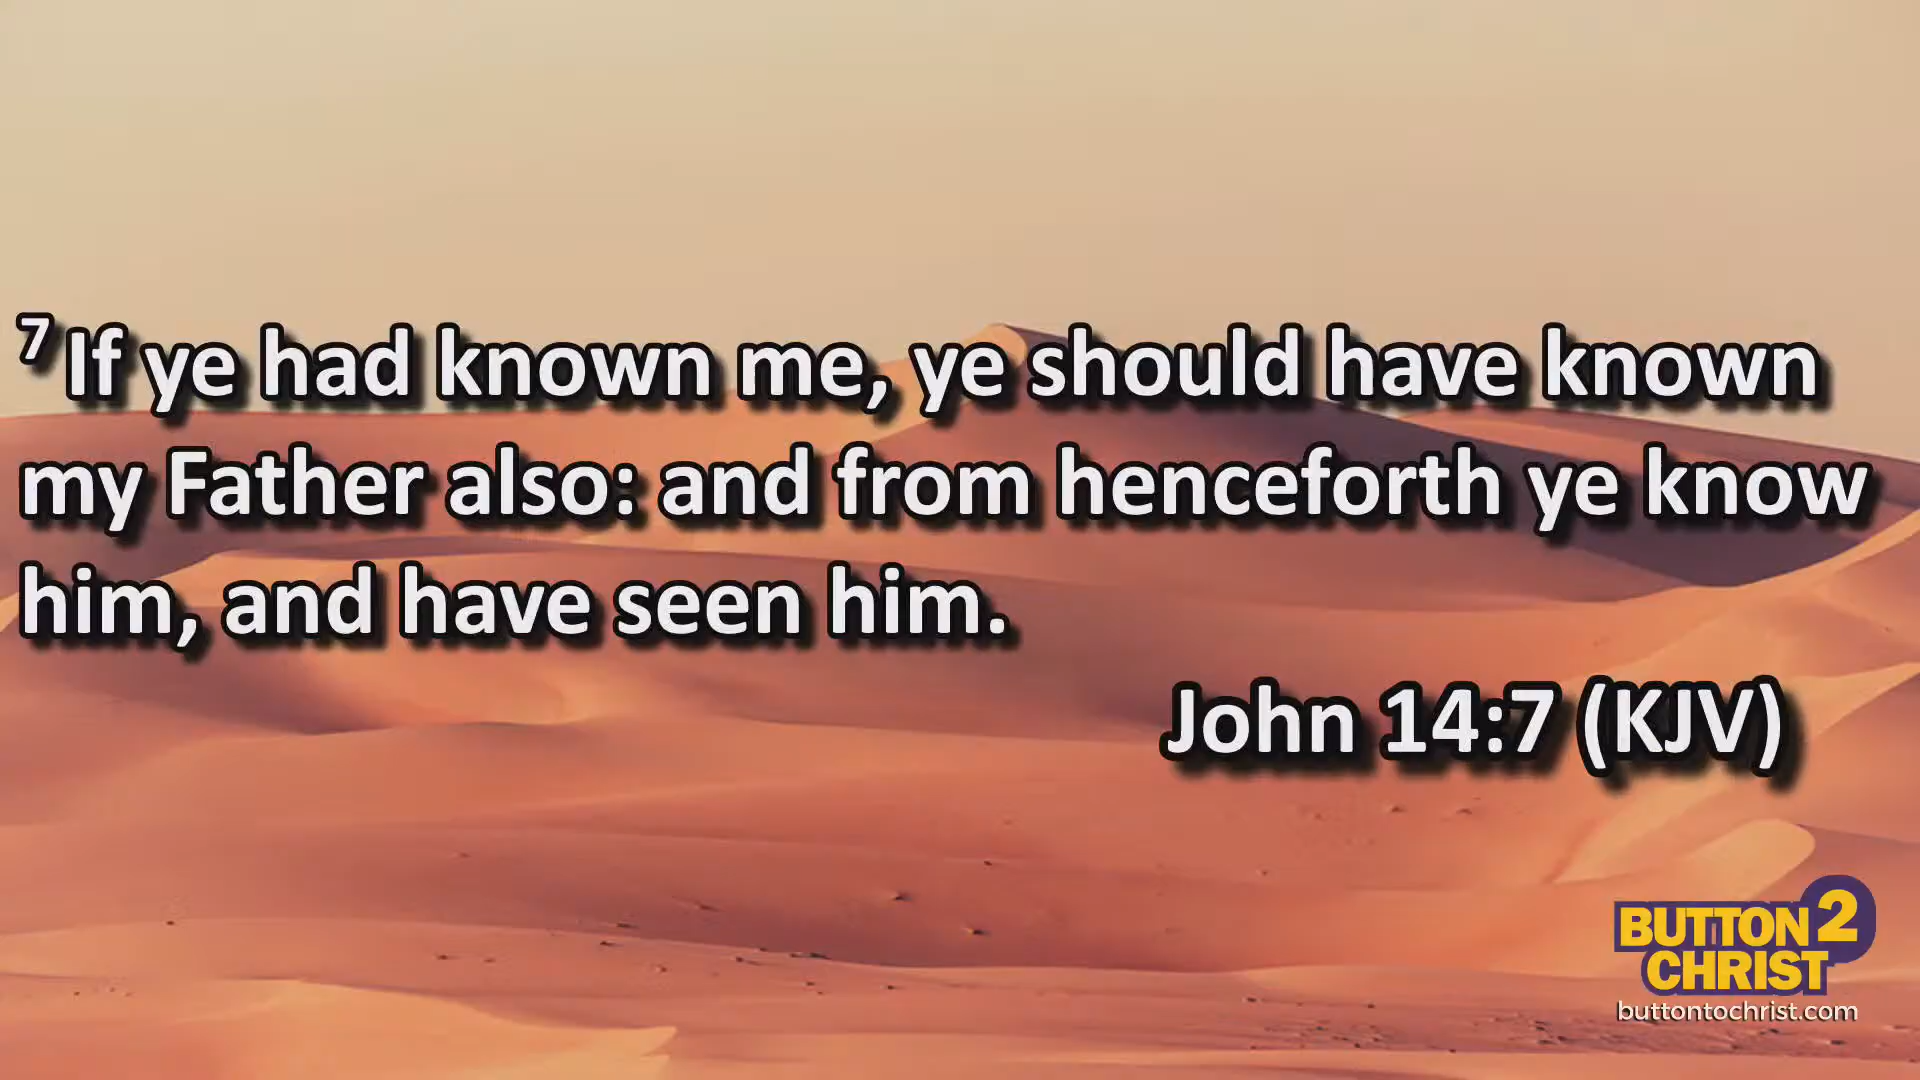 7 If ye had known me, ye should have known
my Father also: and from henceforth ye know
him, and have seen him.
John 14:7 (KJV)
BUTTON 2
CHRIST
buttontochrist.com